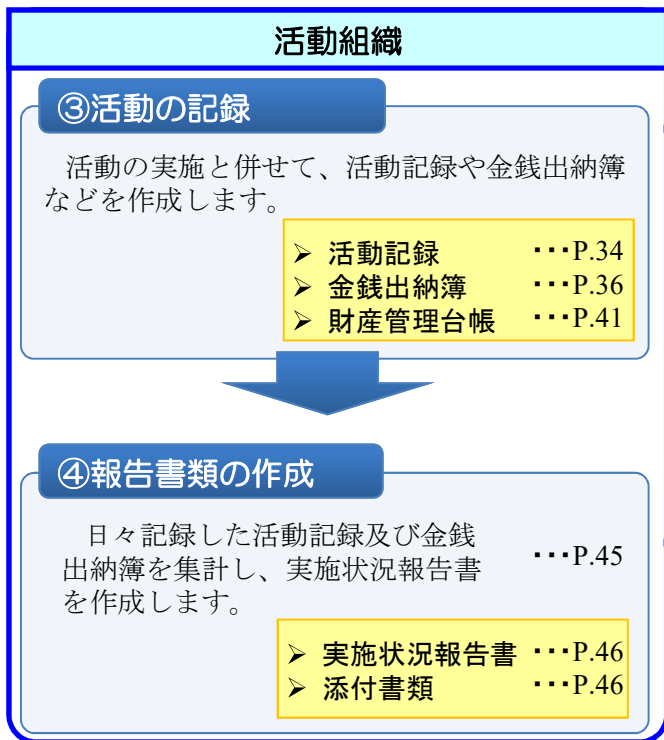 活動組織
③活動の記録
活動の実施と併せて、活動記録や金銭出納簿
などを作成します。
➢ 活動記録 ･･･P.34
➢ 金銭出納簿 ･･･P.36
➢ 財産管理台帳 ･･･P.41
④報告書類の作成
日々記録した活動記録及び金銭
出納簿を集計し、実施状況報告書 ･･･P.45
を作成します。
➢ 実施状況報告書 ･･･P.46
➢ 添付書類 ･･･P.46